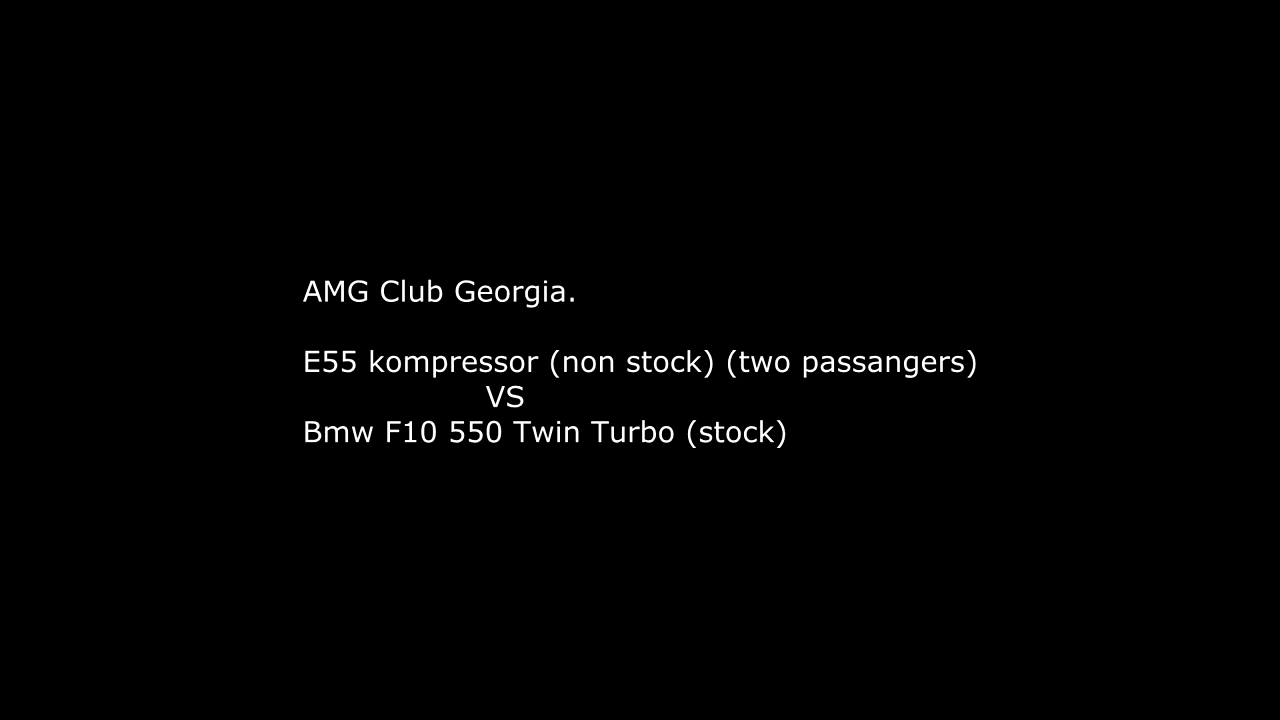 AMG Club Georgia.
E55 kompressor (non stock) (two passangers)
VS
Bmw F10 550 Twin Turbo (stock)